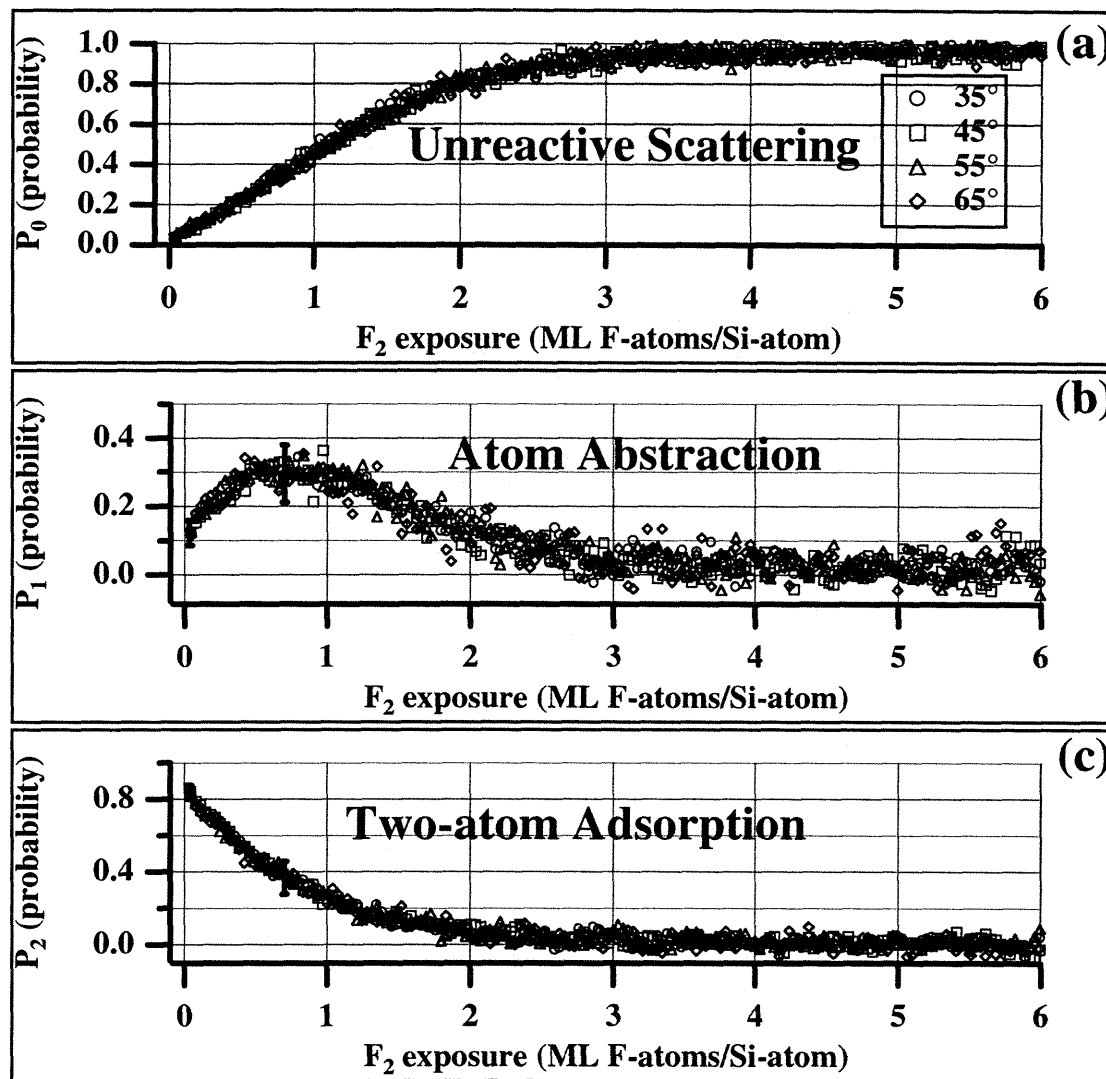 (a)
P0 (probability)
1.0
0.8
0.6
0.4
0.2
0.0
Unreactive Scattering
35°
45°
55°
65°
0 1 2 3 4 5 6
F2 exposure (ML F-atoms/Si-atom)
(b)
P1 (probability)
0.4
0.2
0.0
Atom Abstraction
0 1 2 3 4 5 6
F2 exposure (ML F-atoms/Si-atom)
(c)
P2 (probability)
0.8
0.4
0.0
Two-atom Adsorption
0 1 2 3 4 5 6
F2 exposure (ML F-atoms/Si-atom)